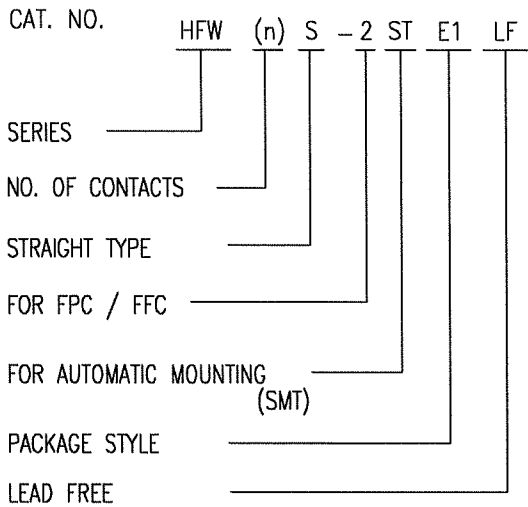 CAT. NO. HFW (n) S - 2 ST E1 LF
SERIES
NO. OF CONTACTS
STRAIGHT TYPE
FOR FPC / FFC
FOR AUTOMATIC MOUNTING
(SMT)
PACKAGE STYLE
LEAD FREE